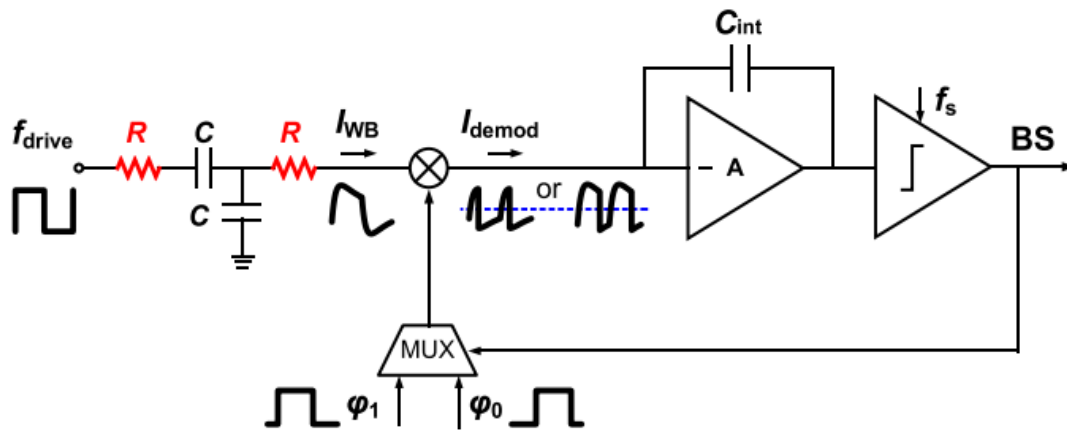 C_int
f_drive
R
C
R
I_WB
I_demod
f_s
BS
C
or
− A
MUX
φ_1
φ_0